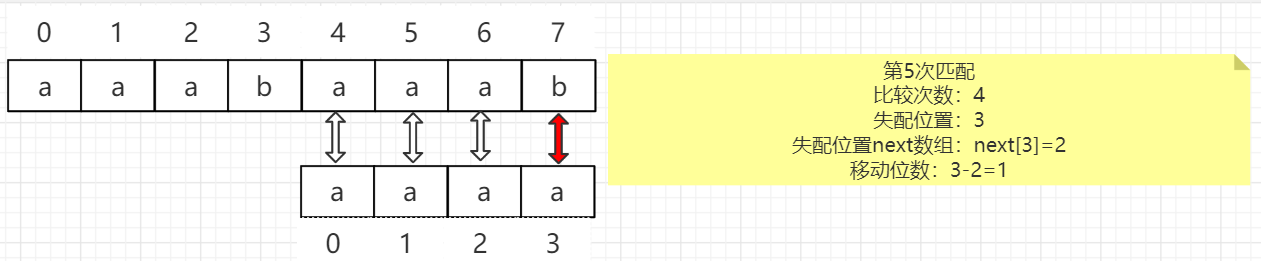 0 1 2 3 4 5 6 7
a a a b a a a b
a a a a
0 1 2 3
第5次匹配
比较次数：4
失配位置：3
失配位置next数组：next[3]=2
移动位数：3-2=1